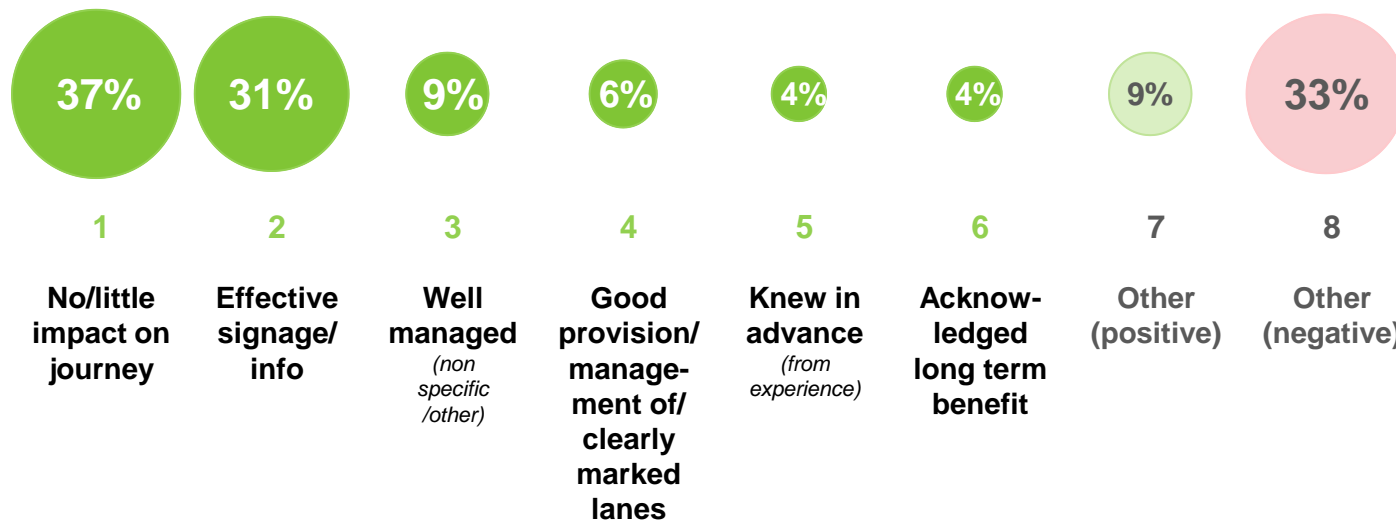 37%
31%
9%
6%
4%
4%
9%
33%
1
2
3
4
5
6
7
8
No/little
impact on
journey
Effective
signage/
info
Well
managed
(non
specific
/other)
Good
provision/
manage-
ment of/
clearly
marked
lanes
Knew in
advance
(from
experience)
Acknow-
ledged
long term
benefit
Other
(positive)
Other
(negative)